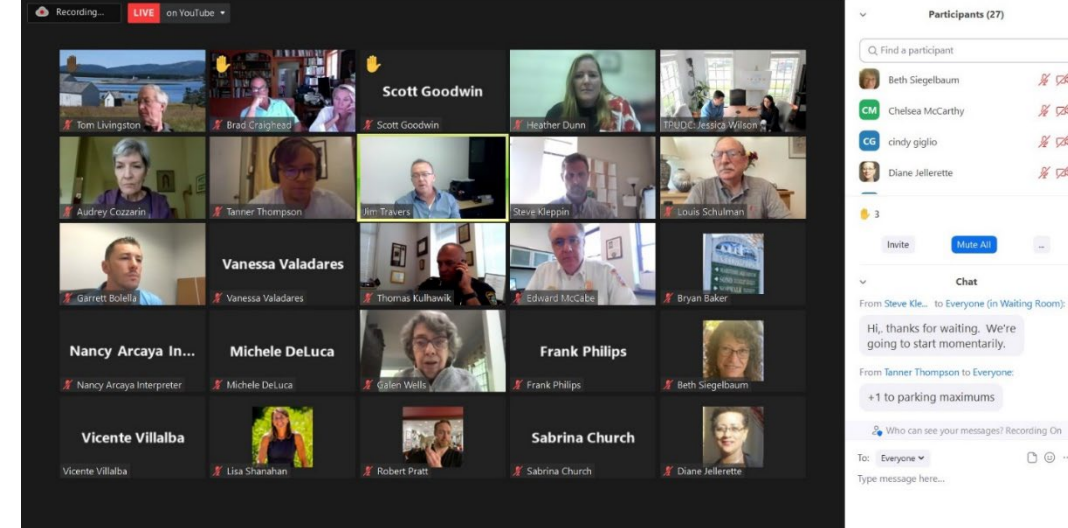 Recording...
LIVE on YouTube
Participants (27)
Find a participant
Beth Siegelbaum
CM Chelsea McCarthy
CG cindy giglio
Diane Jellerette
3
Invite
Mute All
...
Chat
From Steve Kle... to Everyone (in Waiting Room):
Hi,. thanks for waiting. We're
going to start momentarily.
From Tanner Thompson to Everyone:
+1 to parking maximums
Who can see your messages? Recording On
To: Everyone
Type message here...
Tom Livingston
Brad Craighead
Scott Goodwin
Scott Goodwin
Heather Dunn
TPUDC: Jessica Wilson
Audrey Cozzarin
Tanner Thompson
Jim Travers
Steve Kleppin
Louis Schulman
Garrett Bolella
Vanessa Valadares
Vanessa Valadares
Thomas Kulhawik
Edward McCabe
Bryan Baker
Nancy Arcaya In...
Nancy Arcaya Interpreter
Michele DeLuca
Michele DeLuca
Galen Wells
Frank Philips
Frank Philips
Beth Siegelbaum
Vicente Villalba
Vicente Villalba
Lisa Shanahan
Robert Pratt
Sabrina Church
Sabrina Church
Diane Jellerette